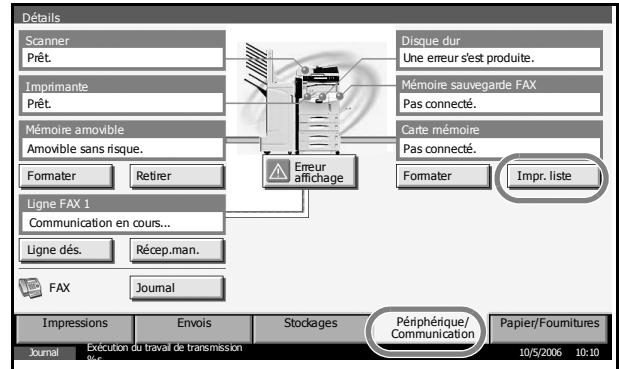 Détails
Scanner
Prêt.
Imprimante
Prêt.
Mémoire amovible
Amovible sans risque.
Formater
Retirer
Ligne FAX 1
Communication en cours...
Ligne dés.
Récep.man.
FAX
Journal
Erreur
affichage
Disque dur
Une erreur s'est produite.
Mémoire sauvegarde FAX
Pas connecté.
Carte mémoire
Pas connecté.
Formater
Impr. liste
Impressions
Envois
Stockages
Périphérique/
Communication
Papier/Fournitures
Journal
Exécution du travail de transmission
10/5/2006 10:10